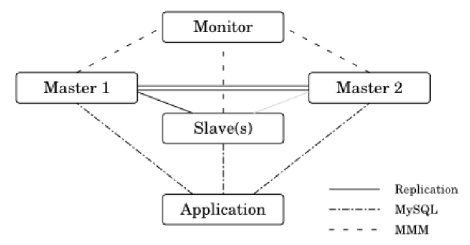 Monitor
Master 1
Master 2
Slave(s)
Application
Replication
MySQL
MMM